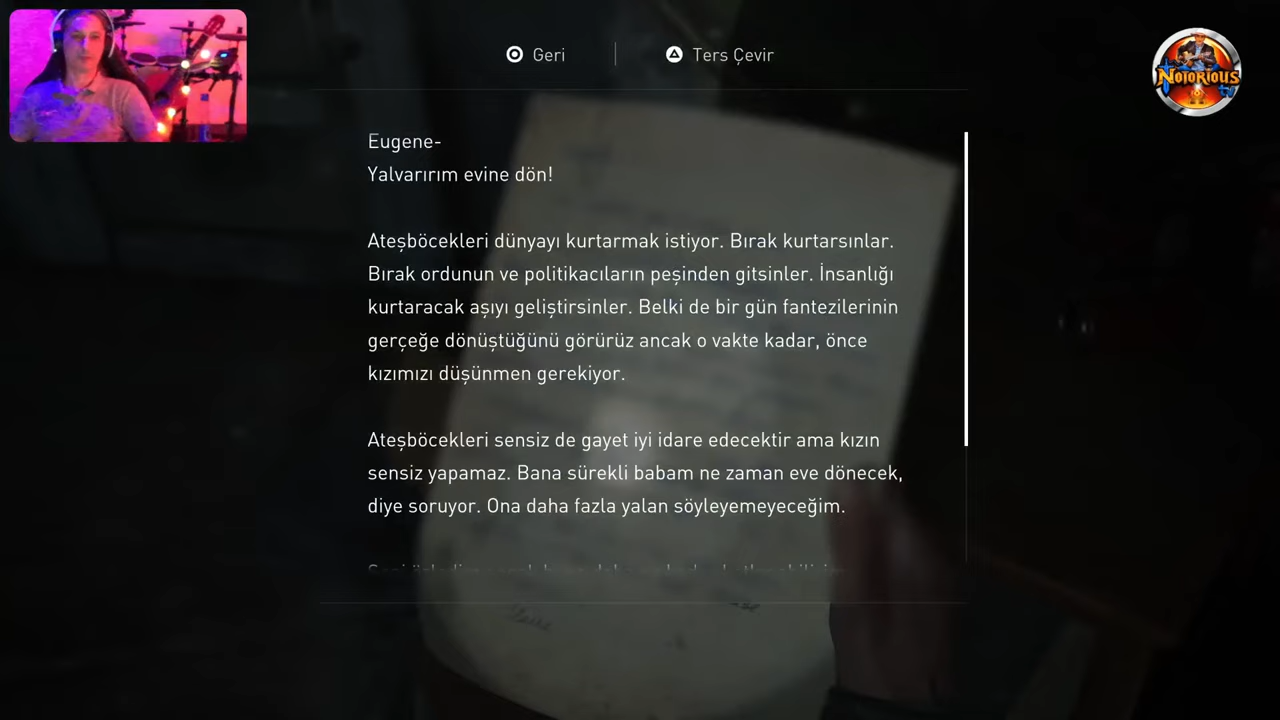 Geri
Ters Çevir
NOTORIOUS
tv
Eugene-
Yalvarırım evine dön!
Ateşböcekleri dünyayı kurtarmak istiyor. Bırak kurtarsınlar.
Bırak ordunun ve politikacıların peşinden gitsinler. İnsanlığı
kurtaracak aşıyı geliştirsinler. Belki de bir gün fantezilerinin
gerçeğe dönüştüğünü görürüz ancak o vakte kadar, önce
kızımızı düşünmen gerekiyor.
Ateşböcekleri sensiz de gayet iyi idare edecektir ama kızın
sensiz yapamaz. Bana sürekli babam ne zaman eve dönecek,
diye soruyor. Ona daha fazla yalan söyleyemeyeceğim.